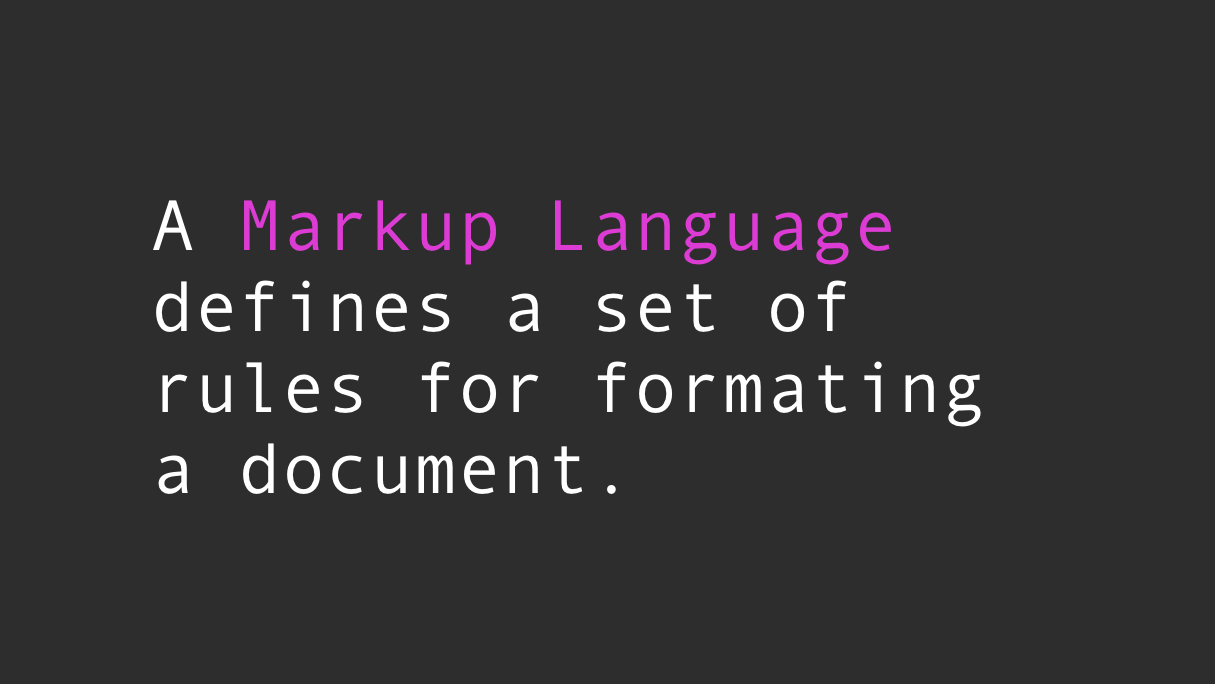 A Markup Language
defines a set of
rules for formating
a document.